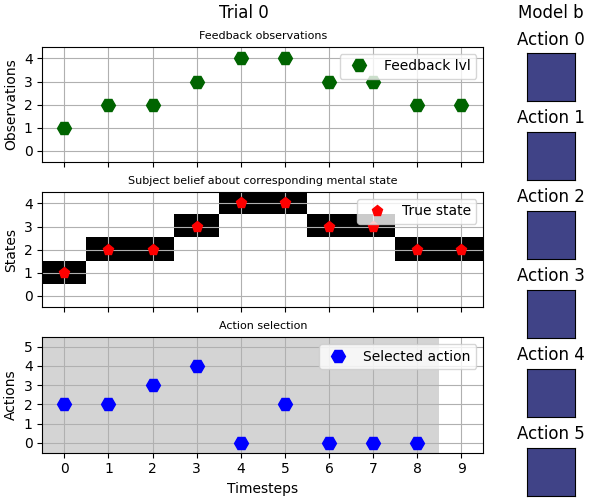 Trial 0
Model b
Feedback observations
Observations
4
3
2
1
0
Feedback lvl
Subject belief about corresponding mental state
States
4
3
2
1
0
True state
Action selection
Actions
5
4
3
2
1
0
Selected action
0 1 2 3 4 5 6 7 8 9
Timesteps
Action 0
Action 1
Action 2
Action 3
Action 4
Action 5